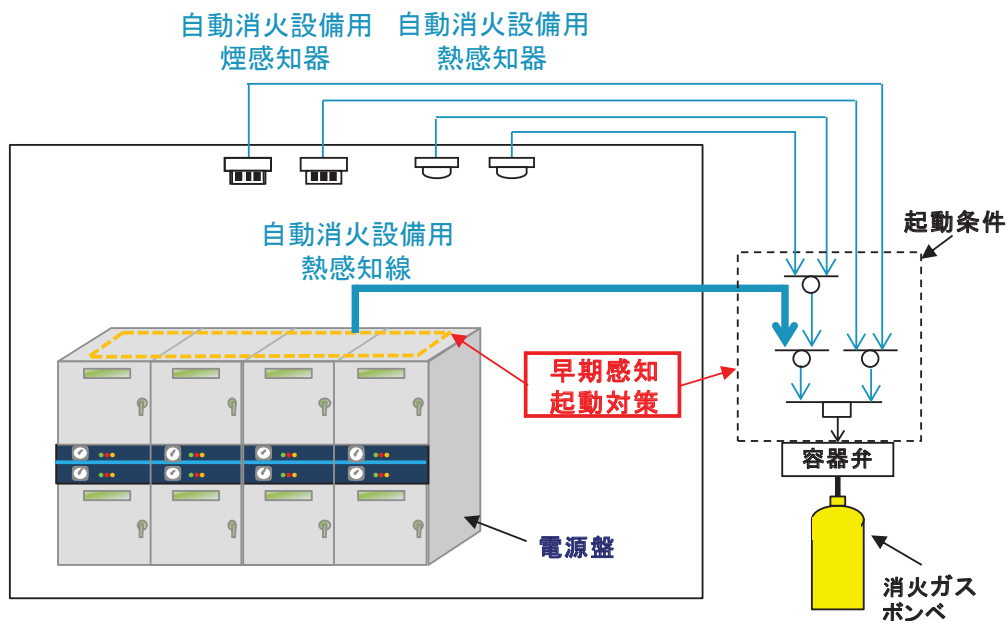 自動消火設備用
煙感知器
自動消火設備用
熱感知器
自動消火設備用
熱感知線
起動条件
早期感知
起動対策
容器弁
電源盤
消火ガス
ボンベ